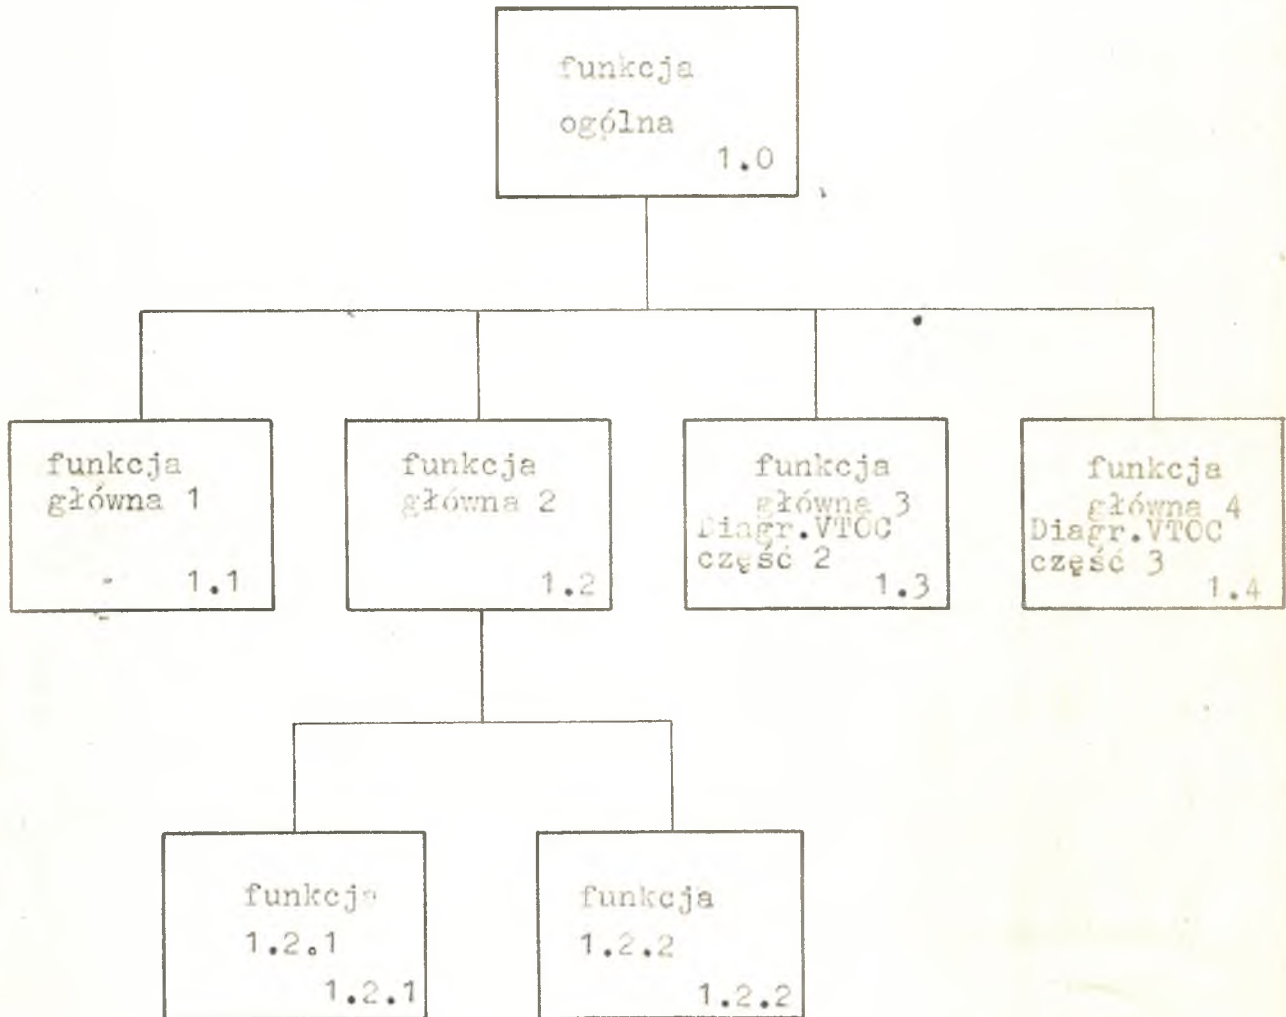 funkcja
ogólna
1.0
funkcja
główna 1
1.1
funkcja
główna 2
1.2
funkcja
główna 3
Diagr.VTOC
część 2
1.3
funkcja
główna 4
Diagr.VTOC
część 3
1.4
funkcja
1.2.1
1.2.1
funkcja
1.2.2
1.2.2